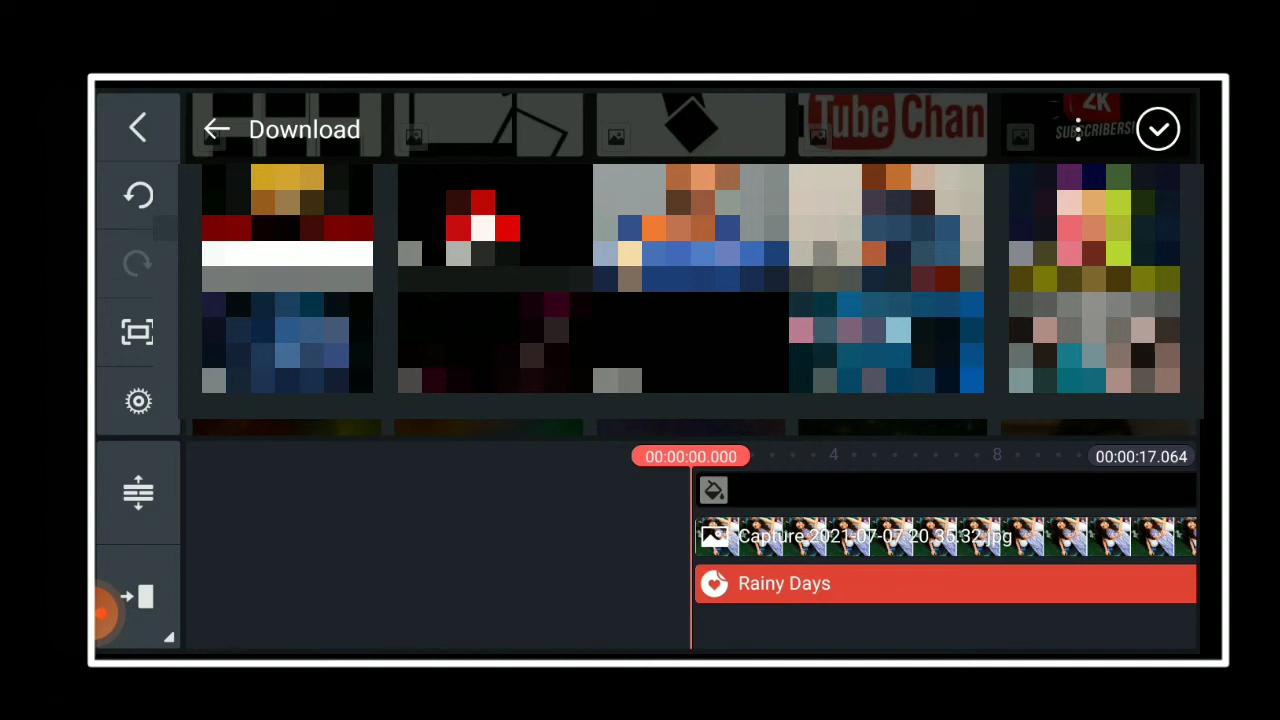 Download
Tube Chan
2K
SUBSCRIBERS!
00:00:00.000
4
8
00:00:17.064
Capture 2021-07-07 20.35.32.jpg
Rainy Days